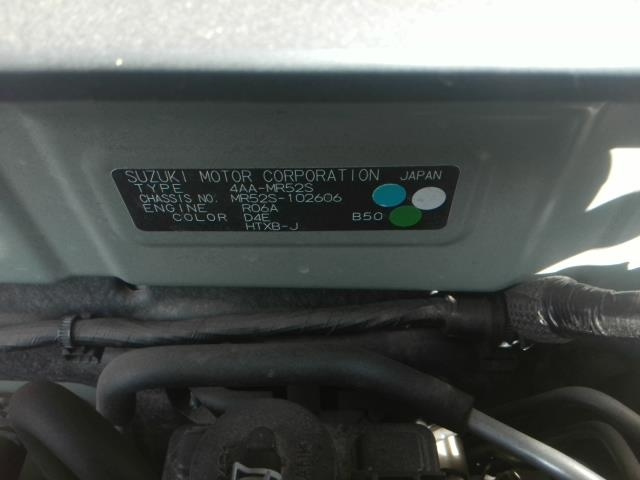 SUZUKI MOTOR CORPORATION JAPAN
TYPE 4AA-MR52S
CHASSIS NO. MR52S-102606
ENGINE R06A
COLOR D4E B50
HTXB-J